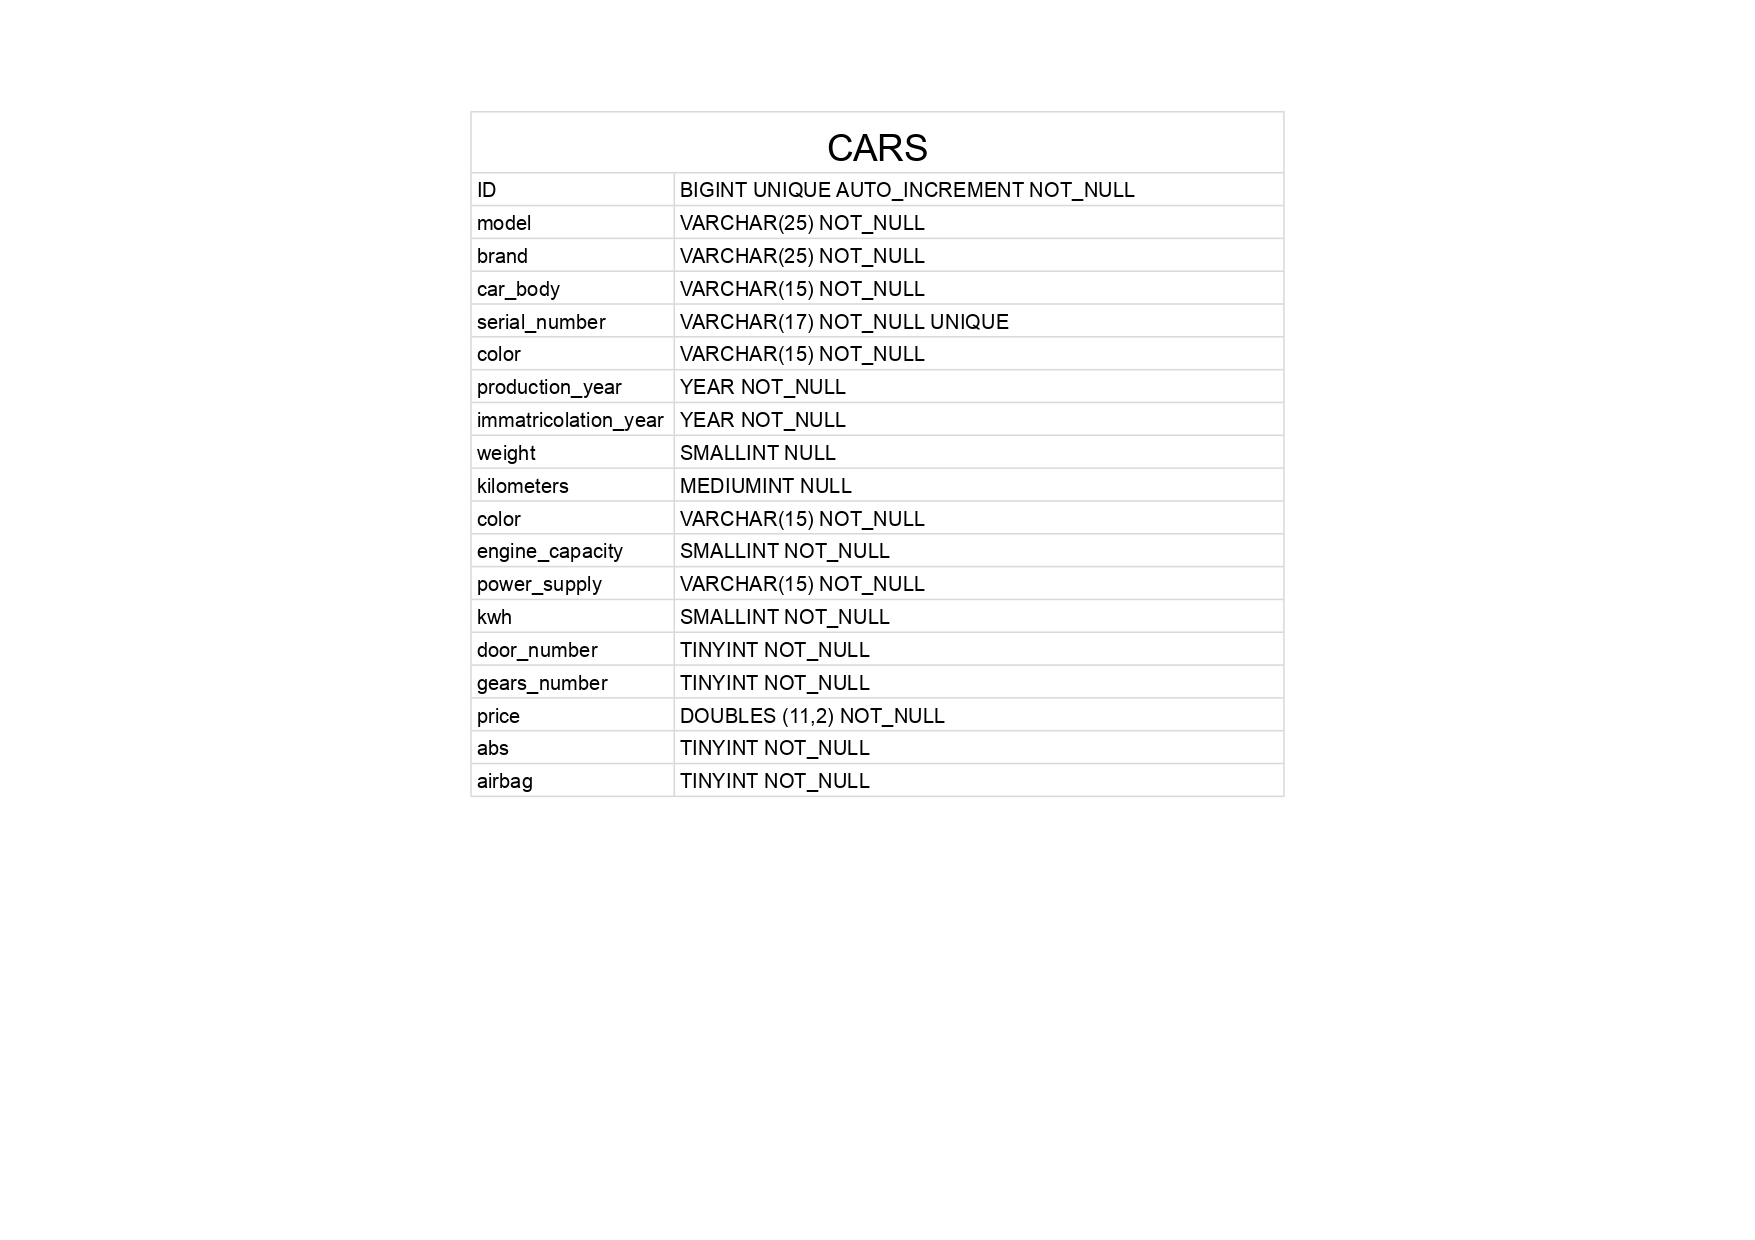 CARS
ID BIGINT UNIQUE AUTO_INCREMENT NOT_NULL
model VARCHAR(25) NOT_NULL
brand VARCHAR(25) NOT_NULL
car_body VARCHAR(15) NOT_NULL
serial_number VARCHAR(17) NOT_NULL UNIQUE
color VARCHAR(15) NOT_NULL
production_year YEAR NOT_NULL
immatricolation_year YEAR NOT_NULL
weight SMALLINT NULL
kilometers MEDIUMINT NULL
color VARCHAR(15) NOT_NULL
engine_capacity SMALLINT NOT_NULL
power_supply VARCHAR(15) NOT_NULL
kwh SMALLINT NOT_NULL
door_number TINYINT NOT_NULL
gears_number TINYINT NOT_NULL
price DOUBLES (11,2) NOT_NULL
abs TINYINT NOT_NULL
airbag TINYINT NOT_NULL